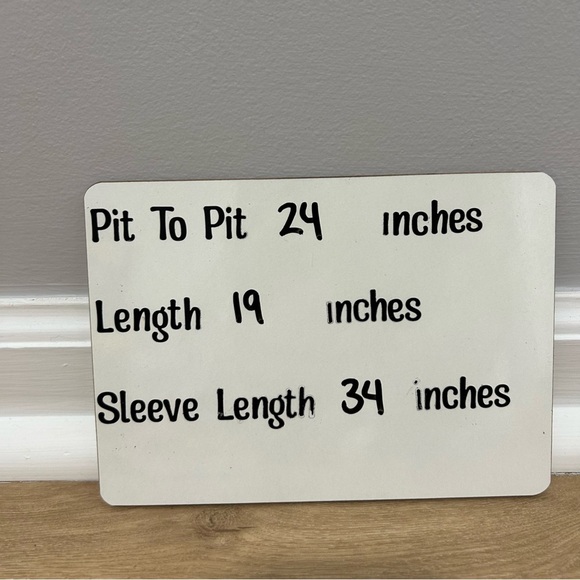 Pit To Pit 24 inches
Length 19 inches
Sleeve Length 34 inches